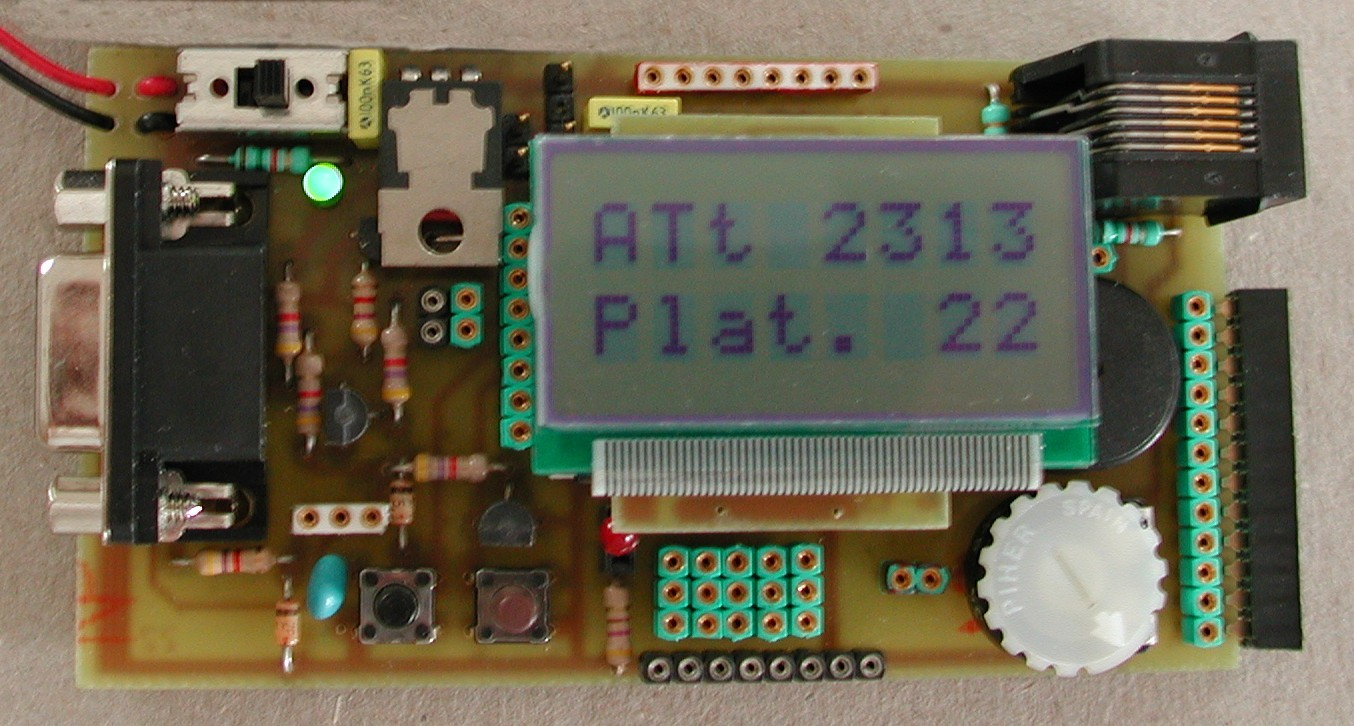 100nK63
100nK63
ATt 2313
Plat. 22
PIHER SPAIN